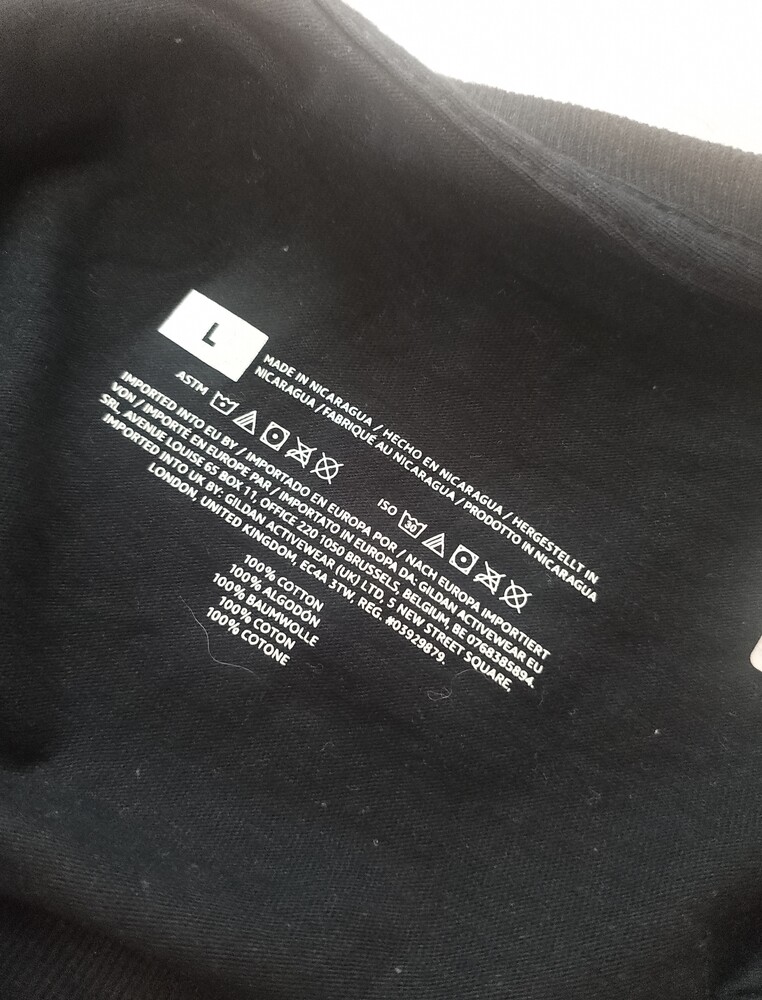 L
MADE IN NICARAGUA / HECHO EN NICARAGUA / HERGESTELLT IN
NICARAGUA / FABRIQUÉ AU NICARAGUA / PRODOTTO IN NICARAGUA
ASTM
ISO 30
IMPORTED INTO EU BY / IMPORTADO EN EUROPA POR / NACH EUROPA IMPORTIERT
VON / IMPORTÉ EN EUROPE PAR / IMPORTATO IN EUROPA DA: GILDAN ACTIVEWEAR EU
SRL, AVENUE LOUISE 65 BOX 11, OFFICE 220 1050 BRUSSELS, BELGIUM, BE 0768385894.
IMPORTED INTO UK BY: GILDAN ACTIVEWEAR (UK) LTD, 5 NEW STREET SQUARE,
LONDON, UNITED KINGDOM, EC4A 3TW, REG. #03929879.
100% COTTON
100% ALGODÓN
100% BAUMWOLLE
100% COTON
100% COTONE